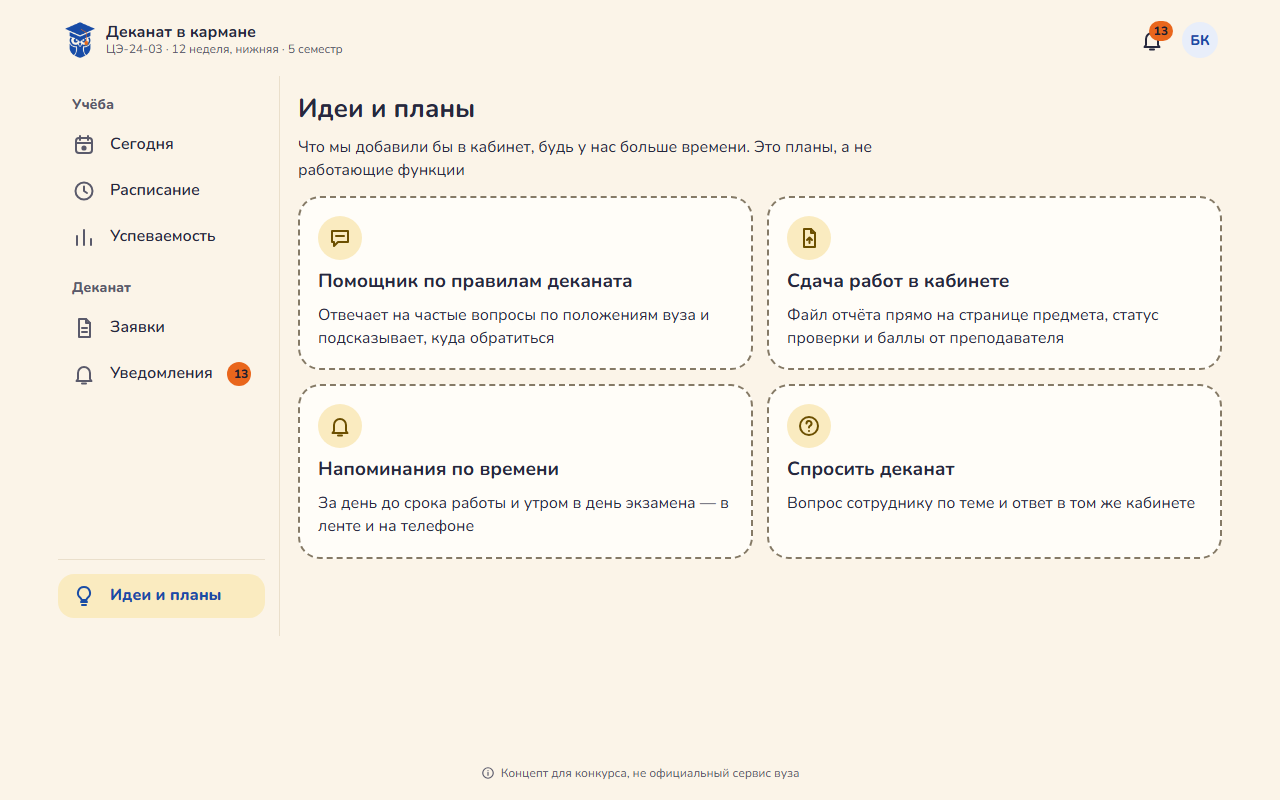 Деканат в кармане
ЦЭ-24-03 · 12 неделя, нижняя · 5 семестр
13
БК
Учёба
Сегодня
Расписание
Успеваемость
Деканат
Заявки
Уведомления 13
Идеи и планы
Идеи и планы
Что мы добавили бы в кабинет, будь у нас больше времени. Это планы, а не
работающие функции
Помощник по правилам деканата
Отвечает на частые вопросы по положениям вуза и
подсказывает, куда обратиться
Сдача работ в кабинете
Файл отчёта прямо на странице предмета, статус
проверки и баллы от преподавателя
Напоминания по времени
За день до срока работы и утром в день экзамена — в
ленте и на телефоне
Спросить деканат
Вопрос сотруднику по теме и ответ в том же кабинете
Концепт для конкурса, не официальный сервис вуза